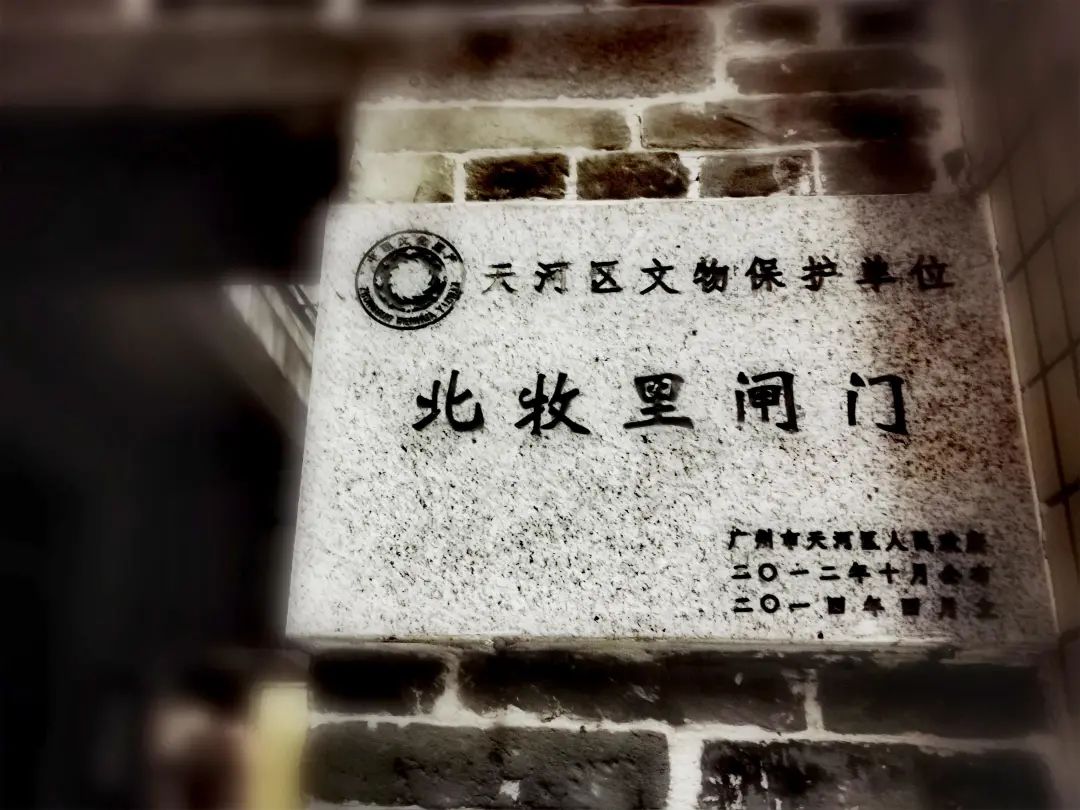 天河区文物保护单位
北牧里闸门
广州市天河区人民政府
二〇一二年十月公布
二〇一四年四月立